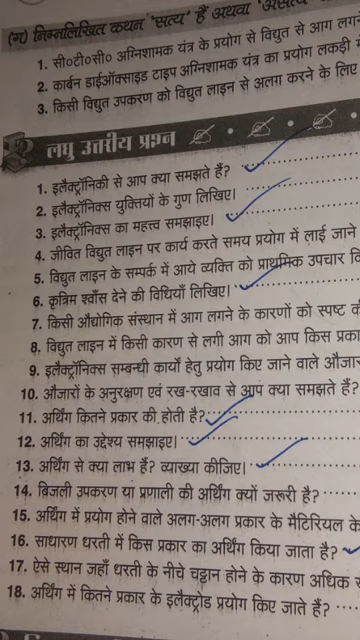 (ग) निम्नलिखित कथन 'सत्य' हैं अथवा 'असत्य
1. सी०टी०सी० अग्निशामक यंत्र के प्रयोग से विद्युत से आग लग
2. कार्बन डाईऑक्साइड टाइप अग्निशामक यंत्र का प्रयोग लकड़ी
3. किसी विद्युत उपकरण को विद्युत लाइन से अलग करने के लिए
लघु उत्तरीय प्रश्न
1. इलैक्ट्रॉनिकी से आप क्या समझते हैं?
2. इलैक्ट्रॉनिक्स युक्तियों के गुण लिखिए।
3. इलैक्ट्रॉनिक्स का महत्त्व समझाइए।
4. जीवित विद्युत लाइन पर कार्य करते समय प्रयोग में लाई जाने
5. विद्युत लाइन के सम्पर्क में आये व्यक्ति को प्राथमिक उपचार
6. कृत्रिम श्वाँस देने की विधियाँ लिखिए।
7. किसी औद्योगिक संस्थान में आग लगने के कारणों को स्पष्ट
8. विद्युत लाइन में किसी कारण से लगी आग को आप किस प्रका
9. इलैक्ट्रॉनिक्स सम्बन्धी कार्यों हेतु प्रयोग किए जाने वाले औजार
10. औजारों के अनुरक्षण एवं रख-रखाव से आप क्या समझते हैं?
11. अर्थिंग कितने प्रकार की होती है?
12. अर्थिंग का उद्देश्य समझाइए।
13. अर्थिंग से क्या लाभ हैं? व्याख्या कीजिए।
14. बिजली उपकरण या प्रणाली की अर्थिंग क्यों जरूरी है?
15. अर्थिंग में प्रयोग होने वाले अलग-अलग प्रकार के मैटिरियल के
16. साधारण धरती में किस प्रकार का अर्थिंग किया जाता है?
17. ऐसे स्थान जहाँ धरती के नीचे चट्टान होने के कारण अधिक
18. अर्थिंग में कितने प्रकार के इलैक्ट्रोड प्रयोग किए जाते हैं?